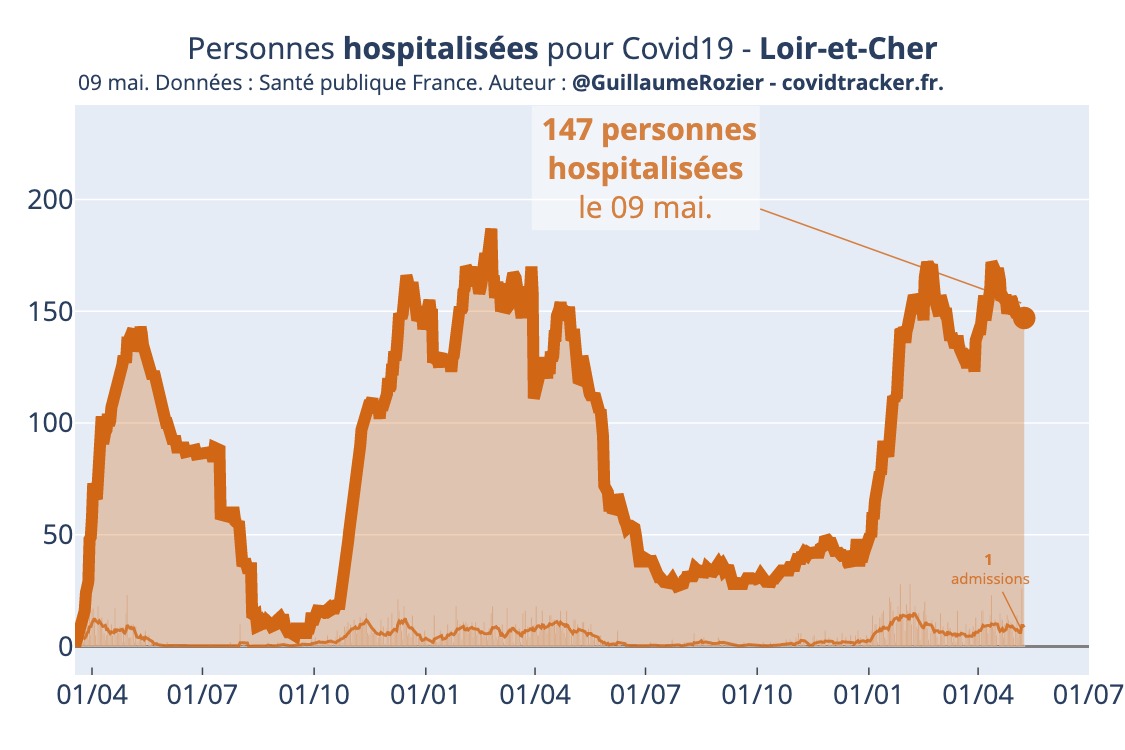 Personnes hospitalisées pour Covid19 - Loir-et-Cher
09 mai. Données : Santé publique France. Auteur : @GuillaumeRozier - covidtracker.fr.
147 personnes
hospitalisées
le 09 mai.
200
150
100
50
0
1
admissions
01/04 01/07 01/10 01/01 01/04 01/07 01/10 01/01 01/04 01/07